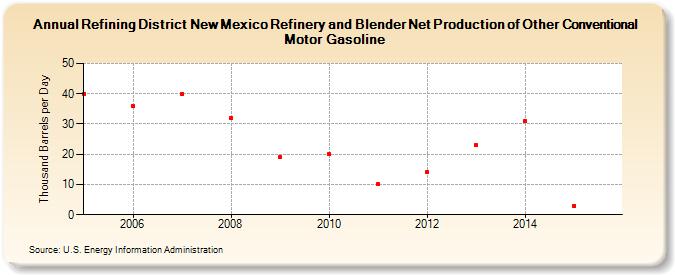 Annual Refining District New Mexico Refinery and Blender Net Production of Other Conventional
Motor Gasoline
Thousand Barrels per Day
50
40
30
20
10
0
2006 2008 2010 2012 2014
Source: U.S. Energy Information Administration